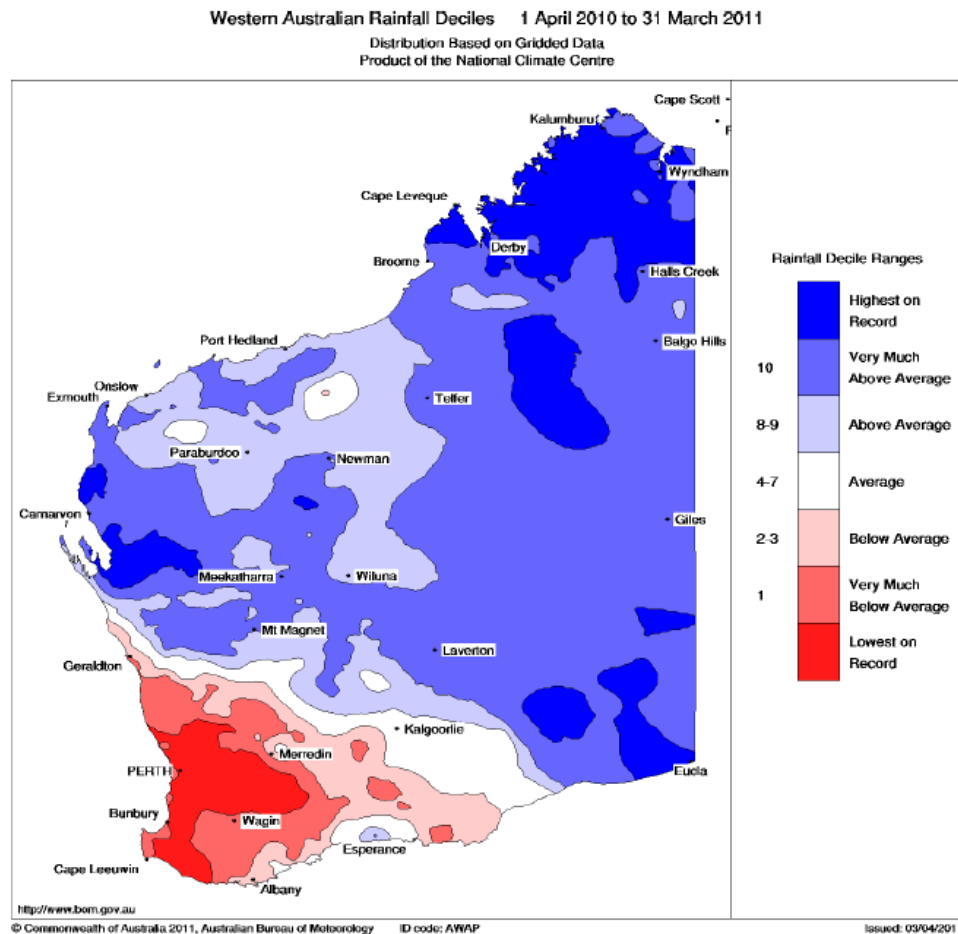 Western Australian Rainfall Deciles 1 April 2010 to 31 March 2011
Distribution Based on Gridded Data
Product of the National Climate Centre
Cape Scott
Kalumburu
F
Wyndham
Cape Leveque
Derby
Broome
Halls Creek
Port Hedland
Balgo Hills
Onslow
Exmouth
Telfer
Paraburdoo
Newman
Carnarvon
Giles
Meekatharra
Wiluna
Mt Magnet
Laverton
Geraldton
Kalgoorlie
Merredin
PERTH
Eucla
Bunbury
Wagin
Esperance
Cape Leeuwin
Albany
Rainfall Decile Ranges
Highest on
Record
10
Very Much
Above Average
8-9
Above Average
4-7
Average
2-3
Below Average
1
Very Much
Below Average
Lowest on
Record
http://www.bom.gov.au
© Commonwealth of Australia 2011, Australian Bureau of Meteorology ID code: AWAP Issued: 03/04/201